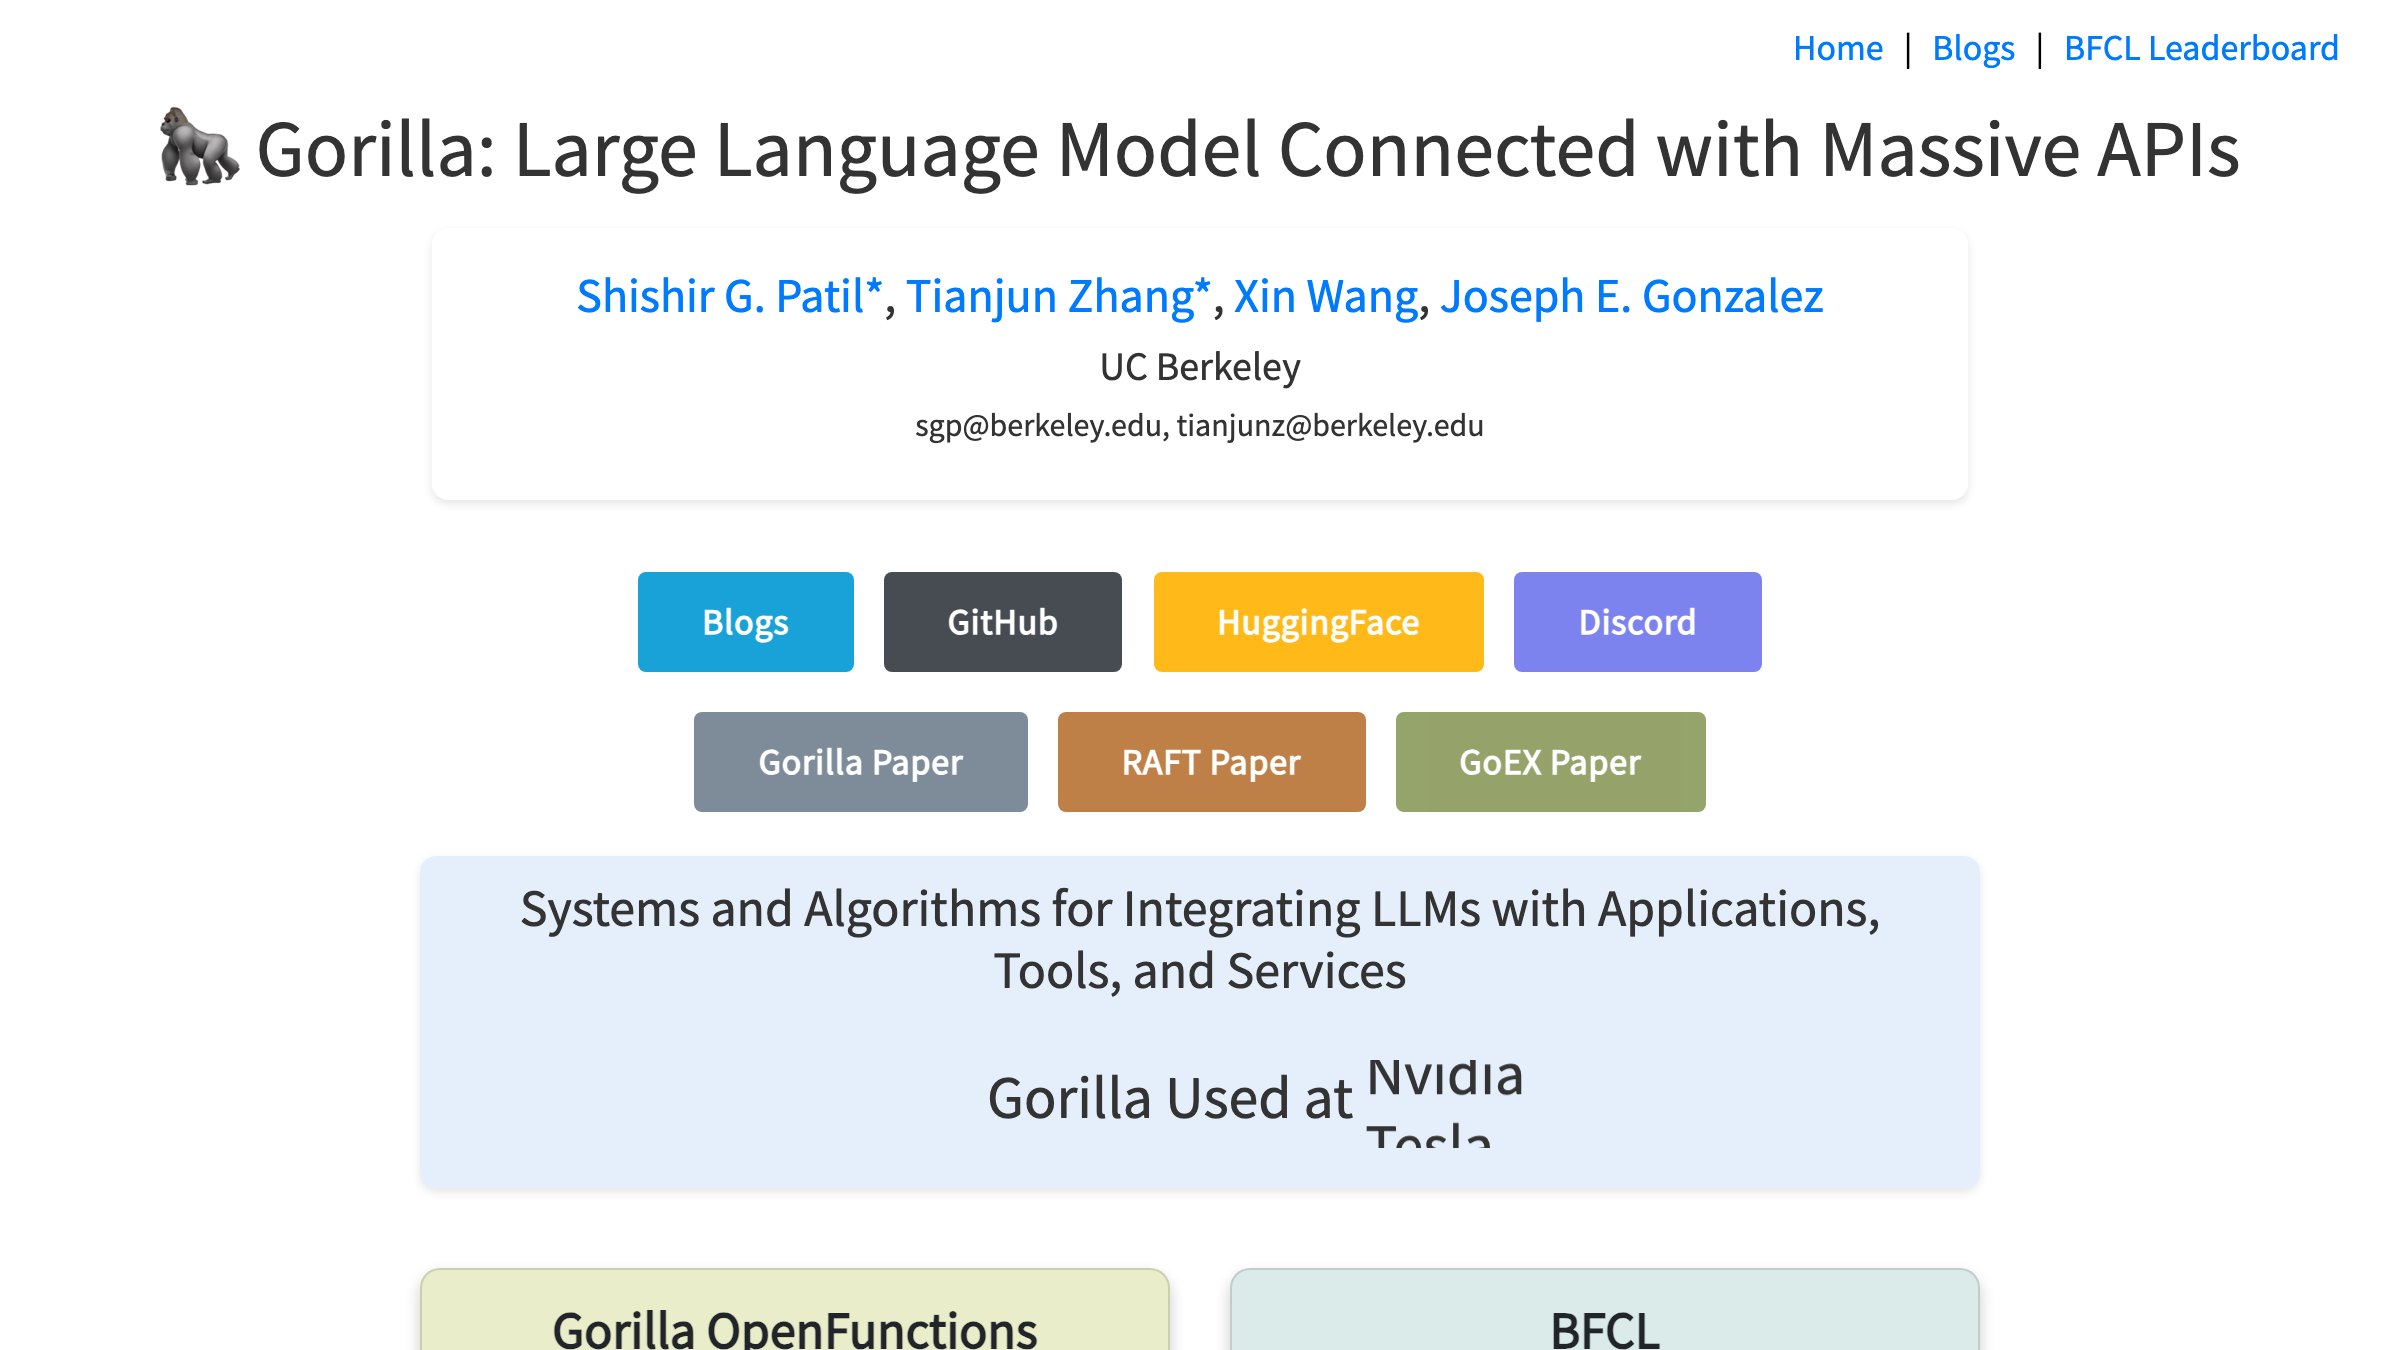 Home | Blogs | BFCL Leaderboard
Gorilla: Large Language Model Connected with Massive APIs
Shishir G. Patil*, Tianjun Zhang*, Xin Wang, Joseph E. Gonzalez
UC Berkeley
sgp@berkeley.edu, tianjunz@berkeley.edu
Blogs GitHub HuggingFace Discord
Gorilla Paper RAFT Paper GoEX Paper
Systems and Algorithms for Integrating LLMs with Applications,
Tools, and Services
Gorilla Used at Nvidia
Tesla
Gorilla OpenFunctions BFCL